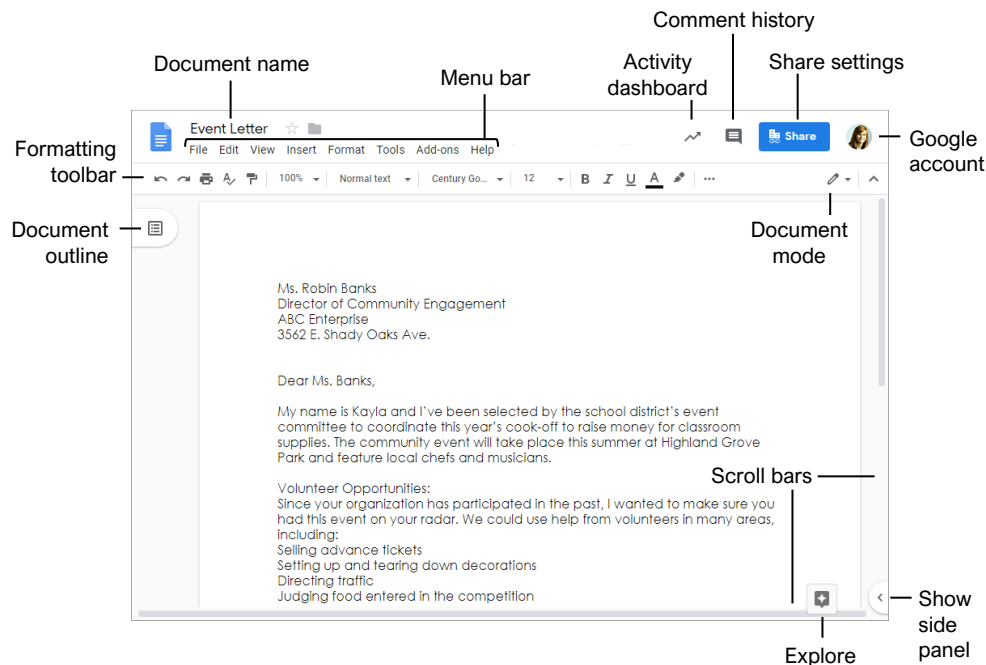 Comment history
Document name
Menu bar
Activity
dashboard
Share settings
Event Letter
File Edit View Insert Format Tools Add-ons Help
Share
Google
account
Formatting
toolbar
100% Normal text Century Go... 12 B I U A ...
Document
outline
Document
mode
Ms. Robin Banks
Director of Community Engagement
ABC Enterprise
3562 E. Shady Oaks Ave.
Dear Ms. Banks,
My name is Kayla and I've been selected by the school district's event
committee to coordinate this year's cook-off to raise money for classroom
supplies. The community event will take place this summer at Highland Grove
Park and feature local chefs and musicians.
Scroll bars
Volunteer Opportunities:
Since your organization has participated in the past, I wanted to make sure you
had this event on your radar. We could use help from volunteers in many areas,
including:
Selling advance tickets
Setting up and tearing down decorations
Directing traffic
Judging food entered in the competition
Show
side
panel
Explore